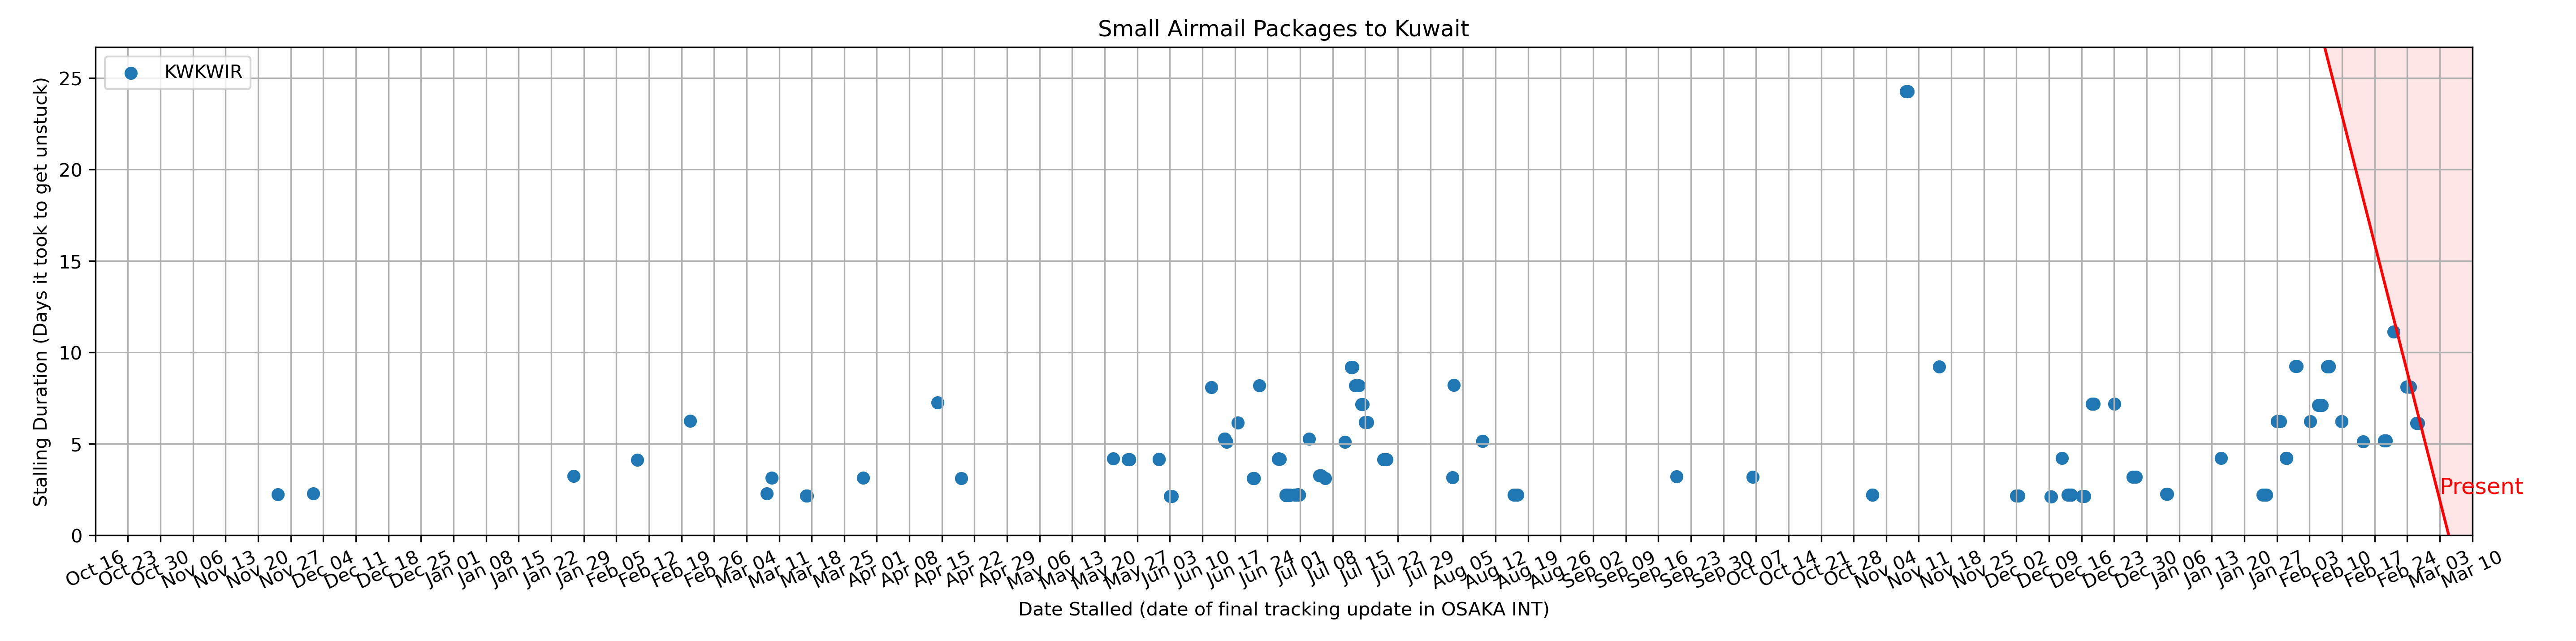 Small Airmail Packages to Kuwait
KWKWIR
25
20
15
10
5
0
Stalling Duration (Days it took to get unstuck)
Present
Oct 16
Oct 23
Oct 30
Nov 06
Nov 13
Nov 20
Nov 27
Dec 04
Dec 11
Dec 18
Dec 25
Jan 01
Jan 08
Jan 15
Jan 22
Jan 29
Feb 05
Feb 12
Feb 19
Feb 26
Mar 04
Mar 11
Mar 18
Mar 25
Apr 01
Apr 08
Apr 15
Apr 22
Apr 29
May 06
May 13
May 20
May 27
Jun 03
Jun 10
Jun 17
Jun 24
Jul 01
Jul 08
Jul 15
Jul 22
Jul 29
Aug 05
Aug 12
Aug 19
Aug 26
Sep 02
Sep 09
Sep 16
Sep 23
Sep 30
Oct 07
Oct 14
Oct 21
Oct 28
Nov 04
Nov 11
Nov 18
Nov 25
Dec 02
Dec 09
Dec 16
Dec 23
Dec 30
Jan 06
Jan 13
Jan 20
Jan 27
Feb 03
Feb 10
Feb 17
Feb 24
Mar 03
Mar 10
Date Stalled (date of final tracking update in OSAKA INT)